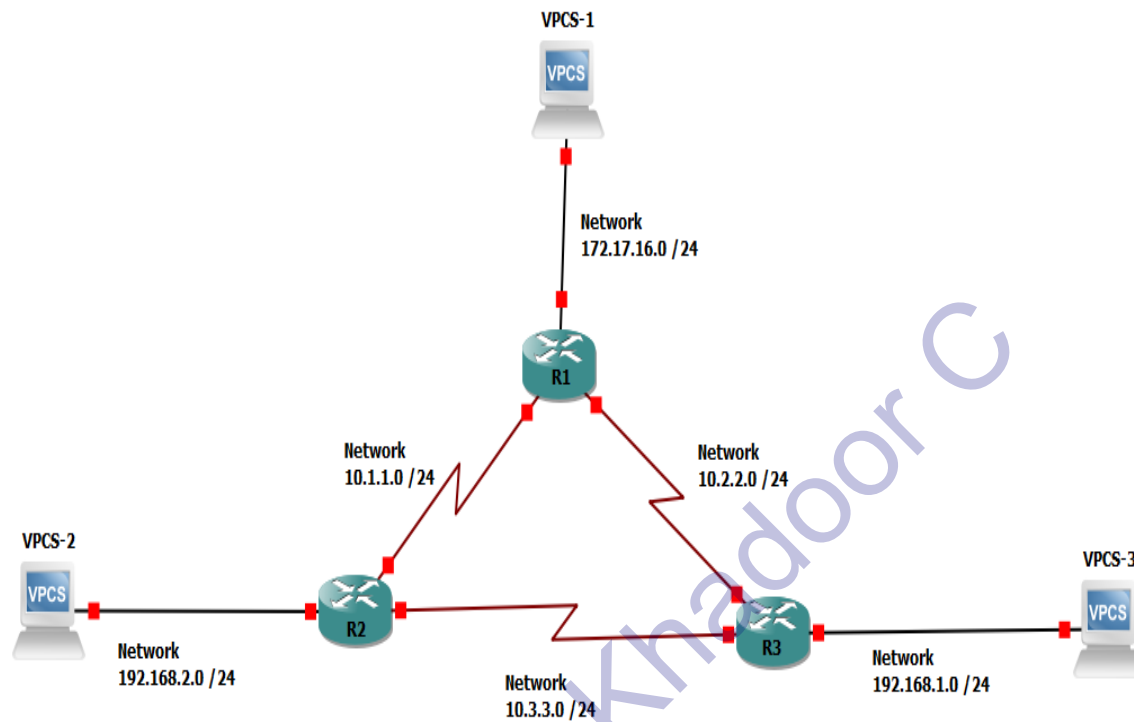 VPCS-1
VPCS
Network
172.17.16.0 / 24
R1
Network
10.1.1.0 / 24
Network
10.2.2.0 / 24
VPCS-2
VPCS
R2
VPCS-3
VPCS
R3
Network
192.168.2.0 / 24
Network
10.3.3.0 / 24
Network
192.168.1.0 / 24
Khadoor C